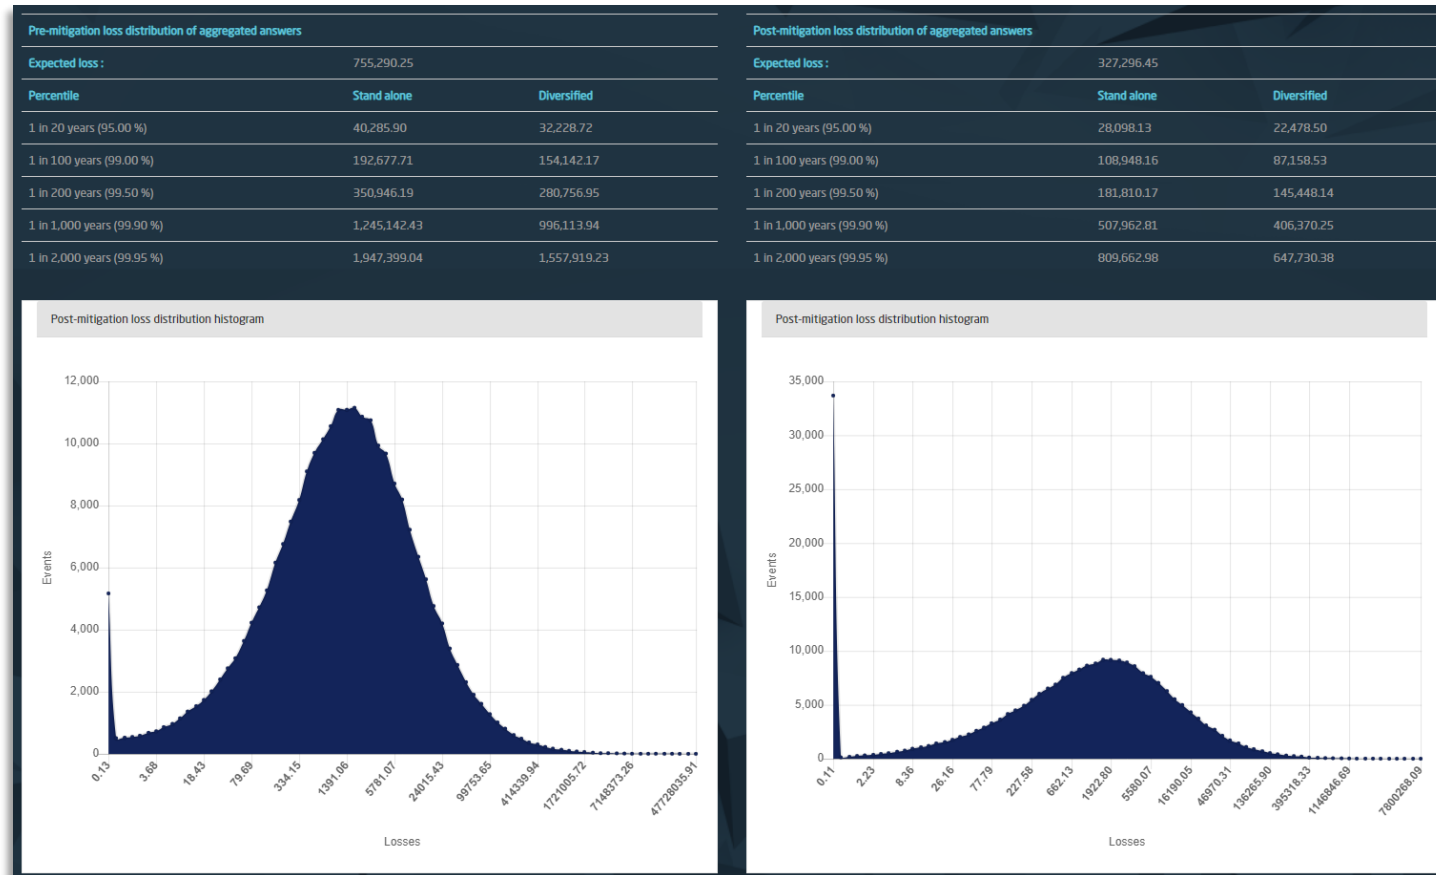 Pre-mitigation loss distribution of aggregated answers
Expected loss : 755,290.25
Percentile Stand alone Diversified
1 in 20 years (95.00 %) 40,285.90 32,228.72
1 in 100 years (99.00 %) 192,677.71 154,142.17
1 in 200 years (99.50 %) 350,946.19 280,756.95
1 in 1,000 years (99.90 %) 1,245,142.43 996,113.94
1 in 2,000 years (99.95 %) 1,947,399.04 1,557,919.23
Post-mitigation loss distribution histogram
12,000
10,000
8,000
6,000
4,000
2,000
0
Events
0.13 3.68 18.43 79.69 334.15 1391.06 5781.07 24015.43 99753.65 414339.94 1721005.72 7148373.26 47728035.91
Losses
Post-mitigation loss distribution of aggregated answers
Expected loss : 327,296.45
Percentile Stand alone Diversified
1 in 20 years (95.00 %) 28,098.13 22,478.50
1 in 100 years (99.00 %) 108,948.16 87,158.53
1 in 200 years (99.50 %) 181,810.17 145,448.14
1 in 1,000 years (99.90 %) 507,962.81 406,370.25
1 in 2,000 years (99.95 %) 809,662.98 647,730.38
Post-mitigation loss distribution histogram
35,000
30,000
25,000
20,000
15,000
10,000
5,000
0
Events
0.11 2.23 8.36 26.16 77.79 227.58 662.13 1922.80 5580.07 16190.05 46970.31 136265.90 395318.33 1146846.69 7800268.09
Losses